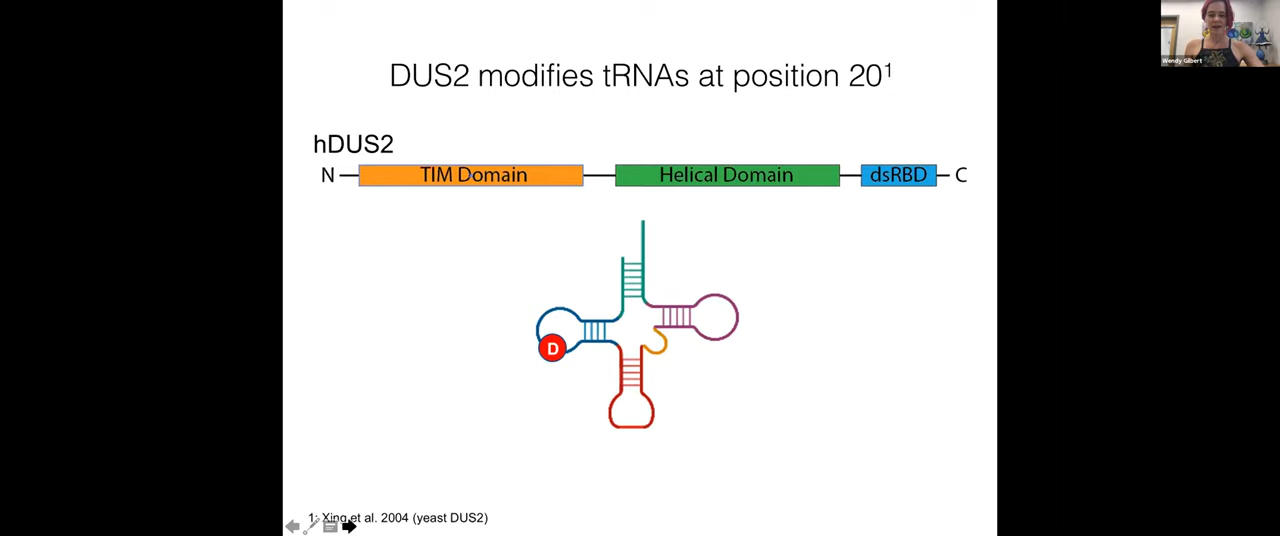 DUS2 modifies tRNAs at position 20¹
Wendy Gilbert
hDUS2
N TIM Domain Helical Domain dsRBD C
D
1: Xing et al. 2004 (yeast DUS2)